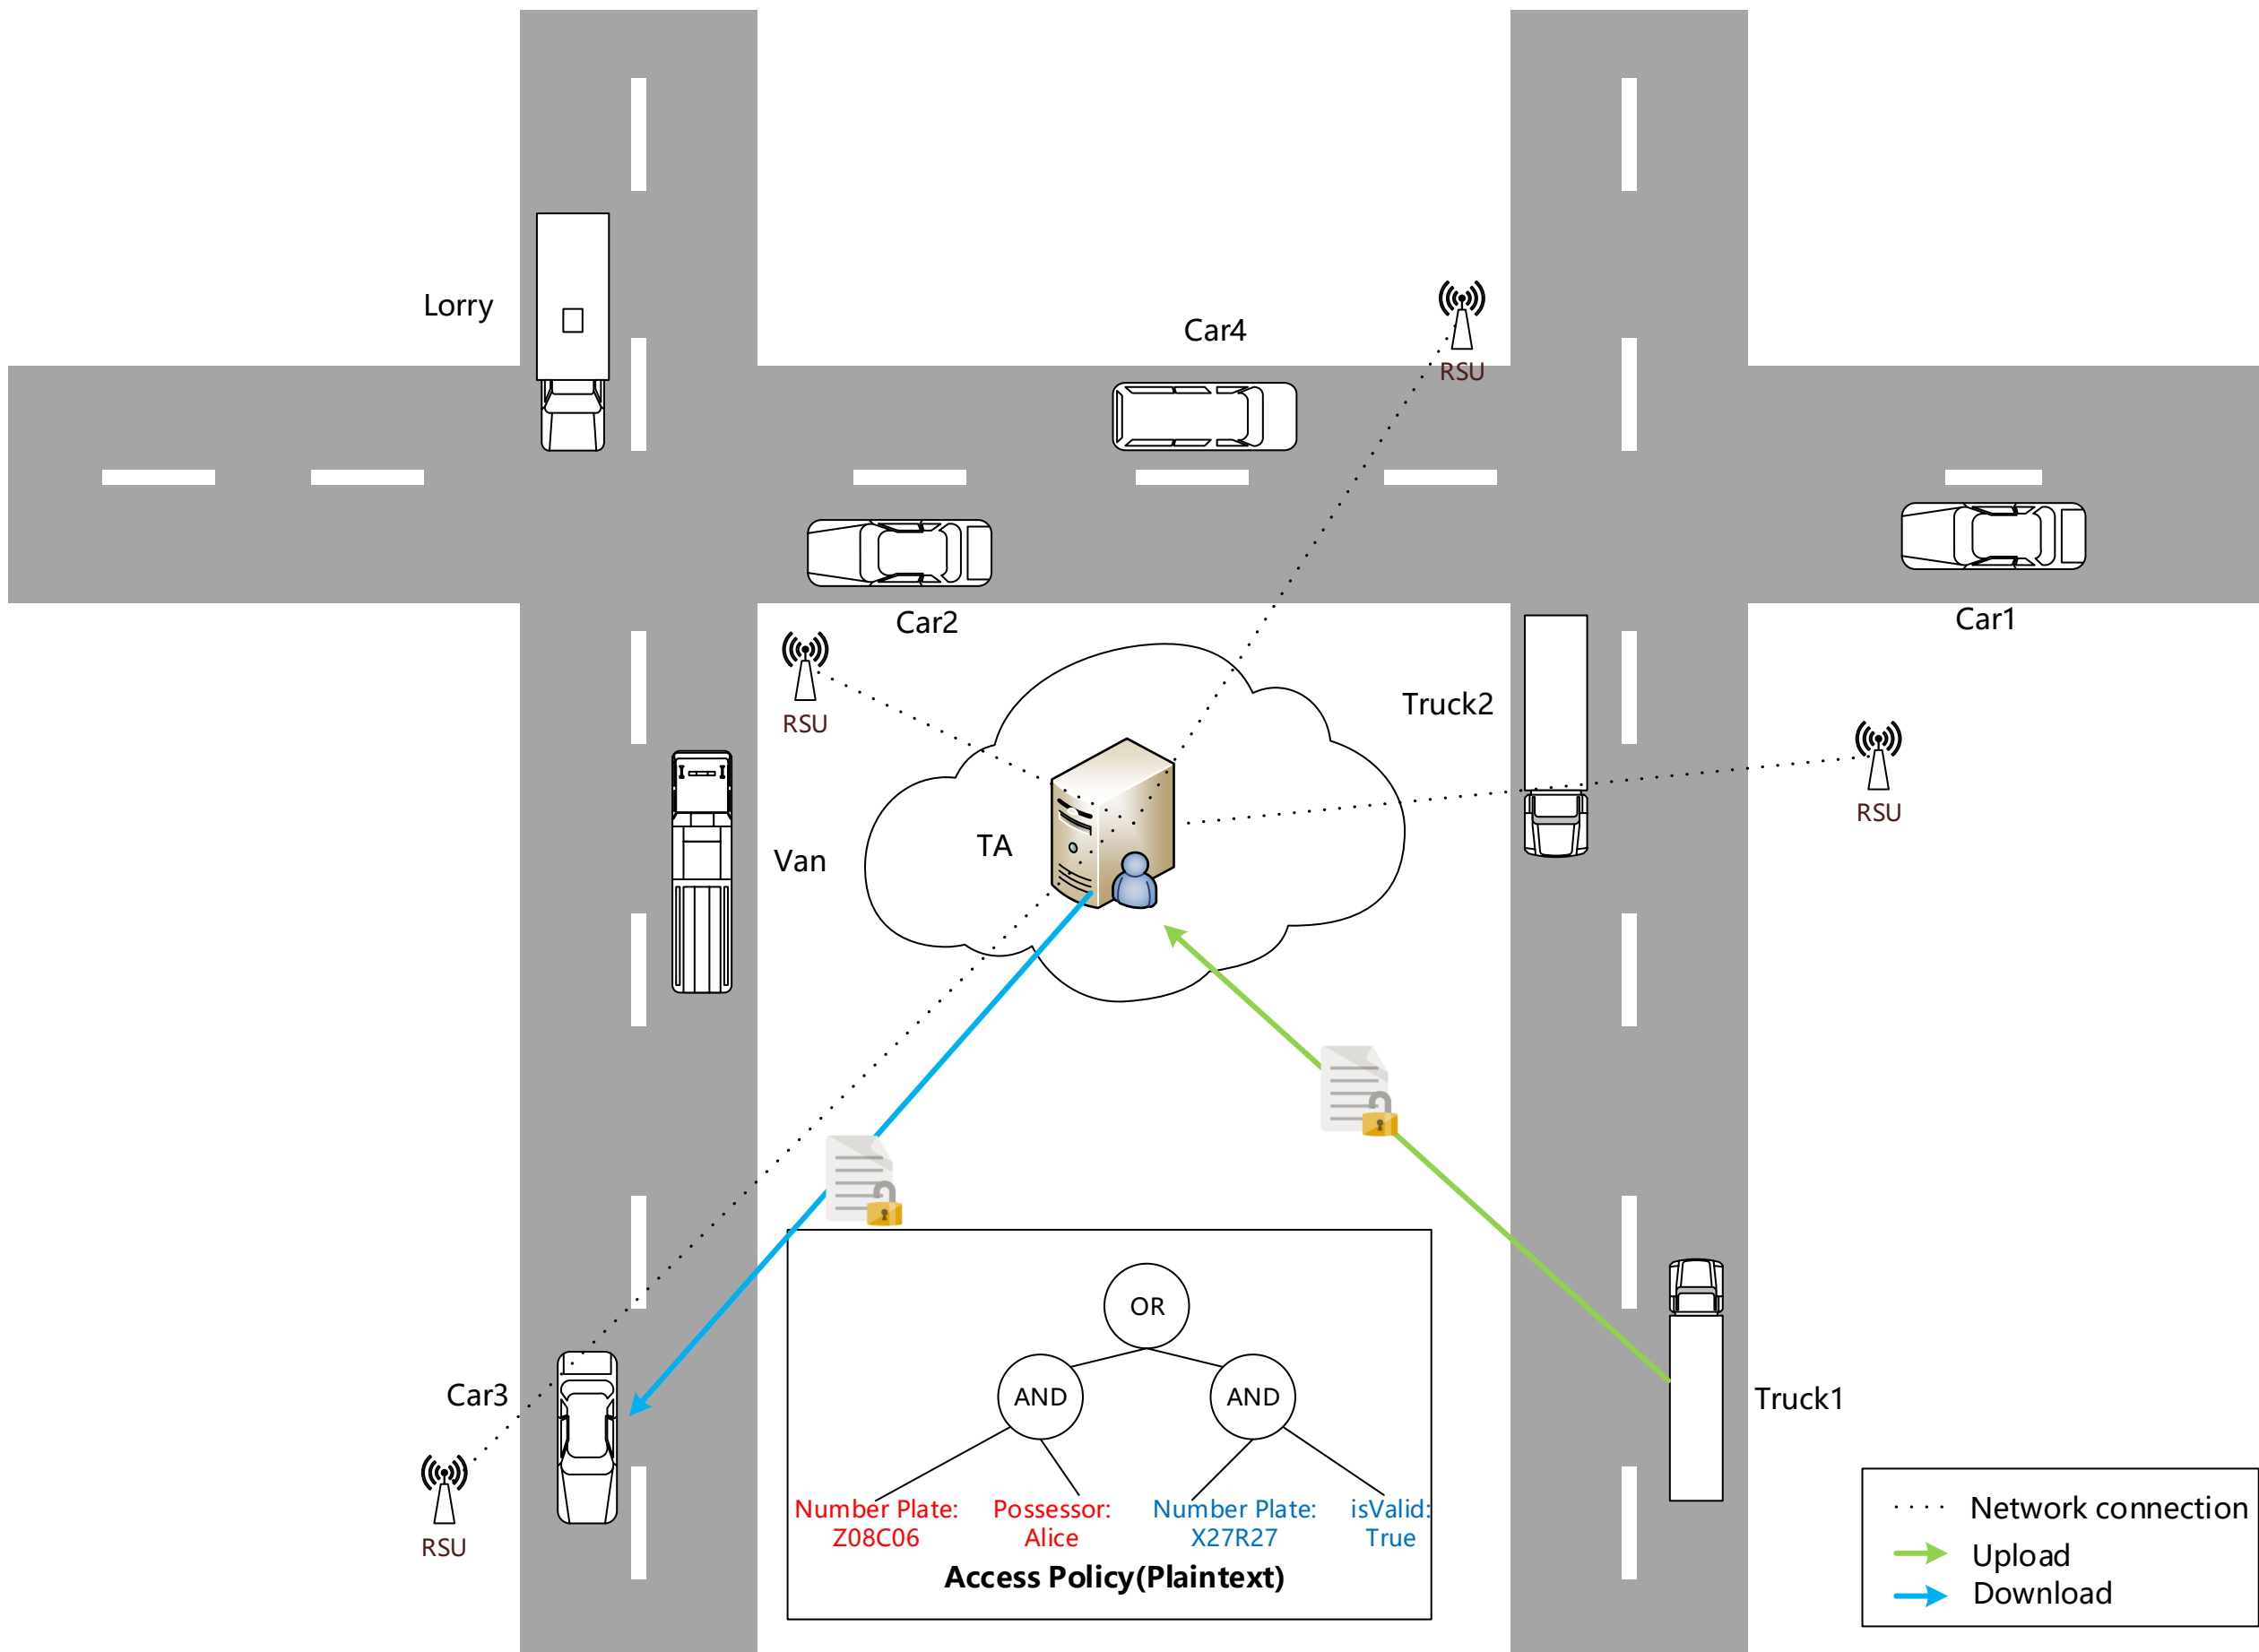 Lorry
Car4
RSU
Car2
Car1
RSU
Truck2
RSU
TA
Van
OR
AND
AND
Car3
Truck1
RSU
Number Plate:
Z08C06
Possessor:
Alice
Number Plate:
X27R27
isValid:
True
Access Policy(Plaintext)
Network connection
Upload
Download